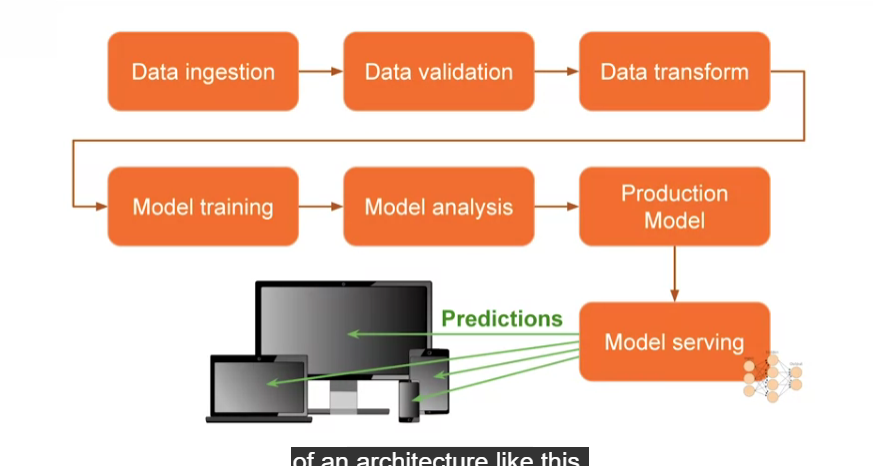 Data ingestion
Data validation
Data transform
Model training
Model analysis
Production
Model
Predictions
Model serving
of an architecture like this